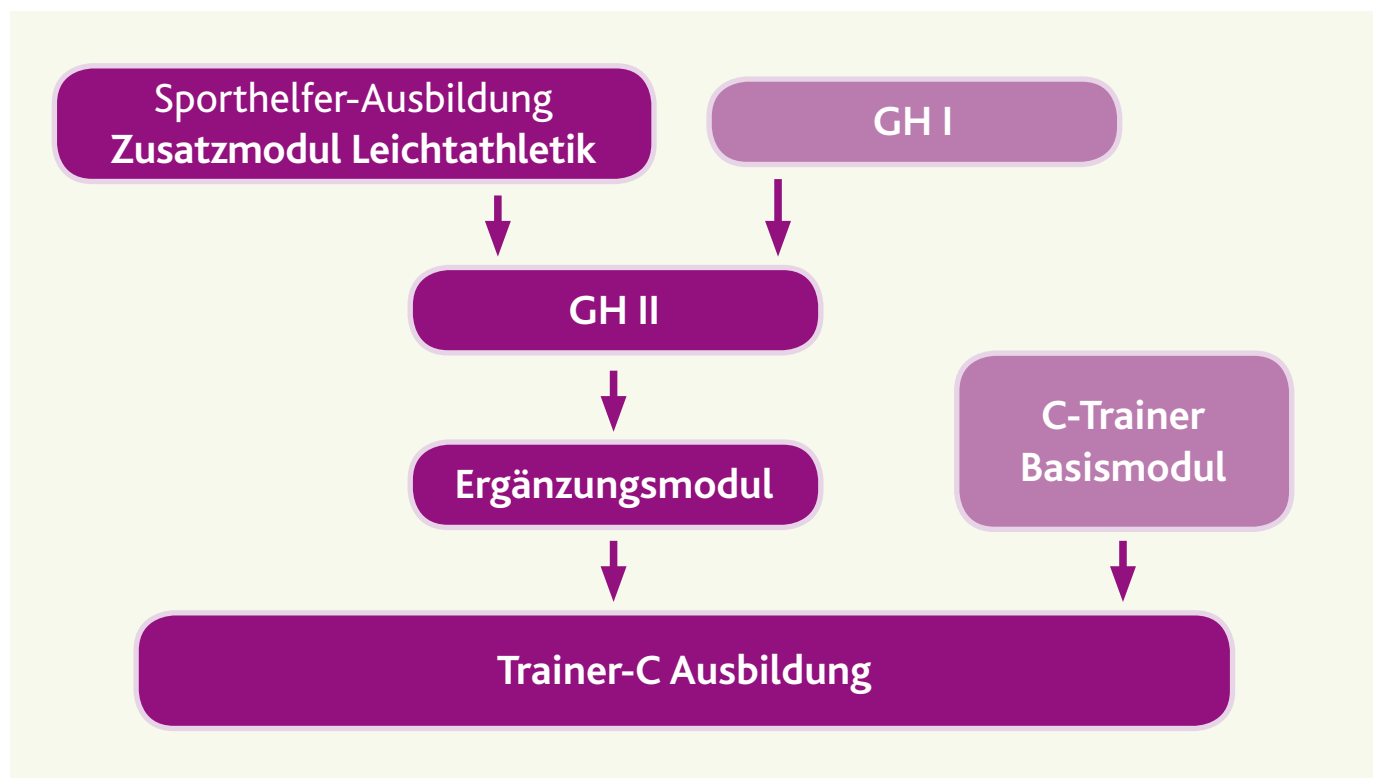 Sporthelfer-Ausbildung
Zusatzmodul Leichtathletik
GH I
GH II
Ergänzungsmodul
C-Trainer
Basismodul
Trainer-C Ausbildung